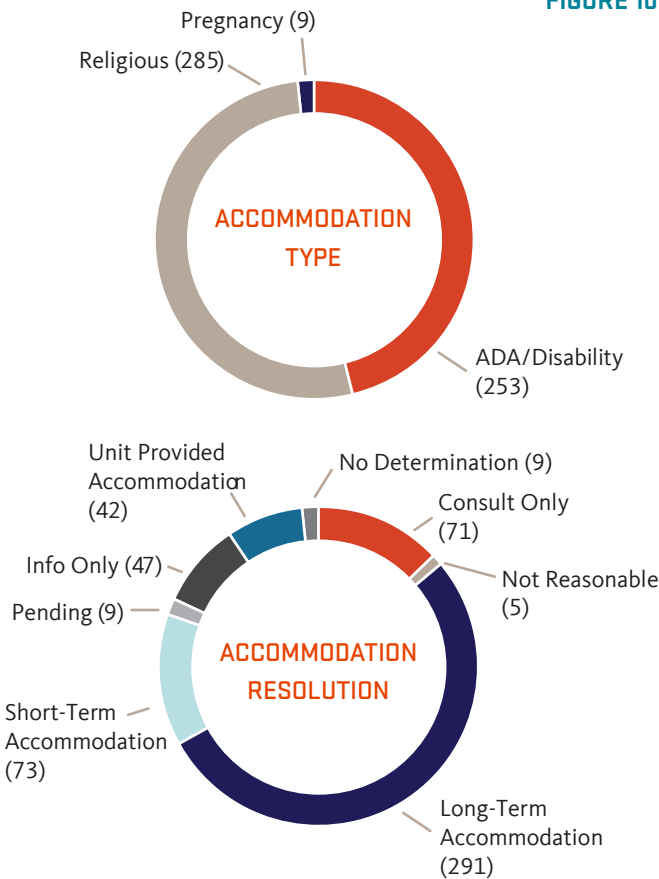 FIGURE 10
Pregnancy (9)
Religious (285)
ACCOMMODATION
TYPE
ADA/Disability
(253)
Unit Provided
Accommodation
(42)
No Determination (9)
Consult Only
(71)
Info Only (47)
Not Reasonable
(5)
Pending (9)
ACCOMMODATION
RESOLUTION
Short-Term
Accommodation
(73)
Long-Term
Accommodation
(291)